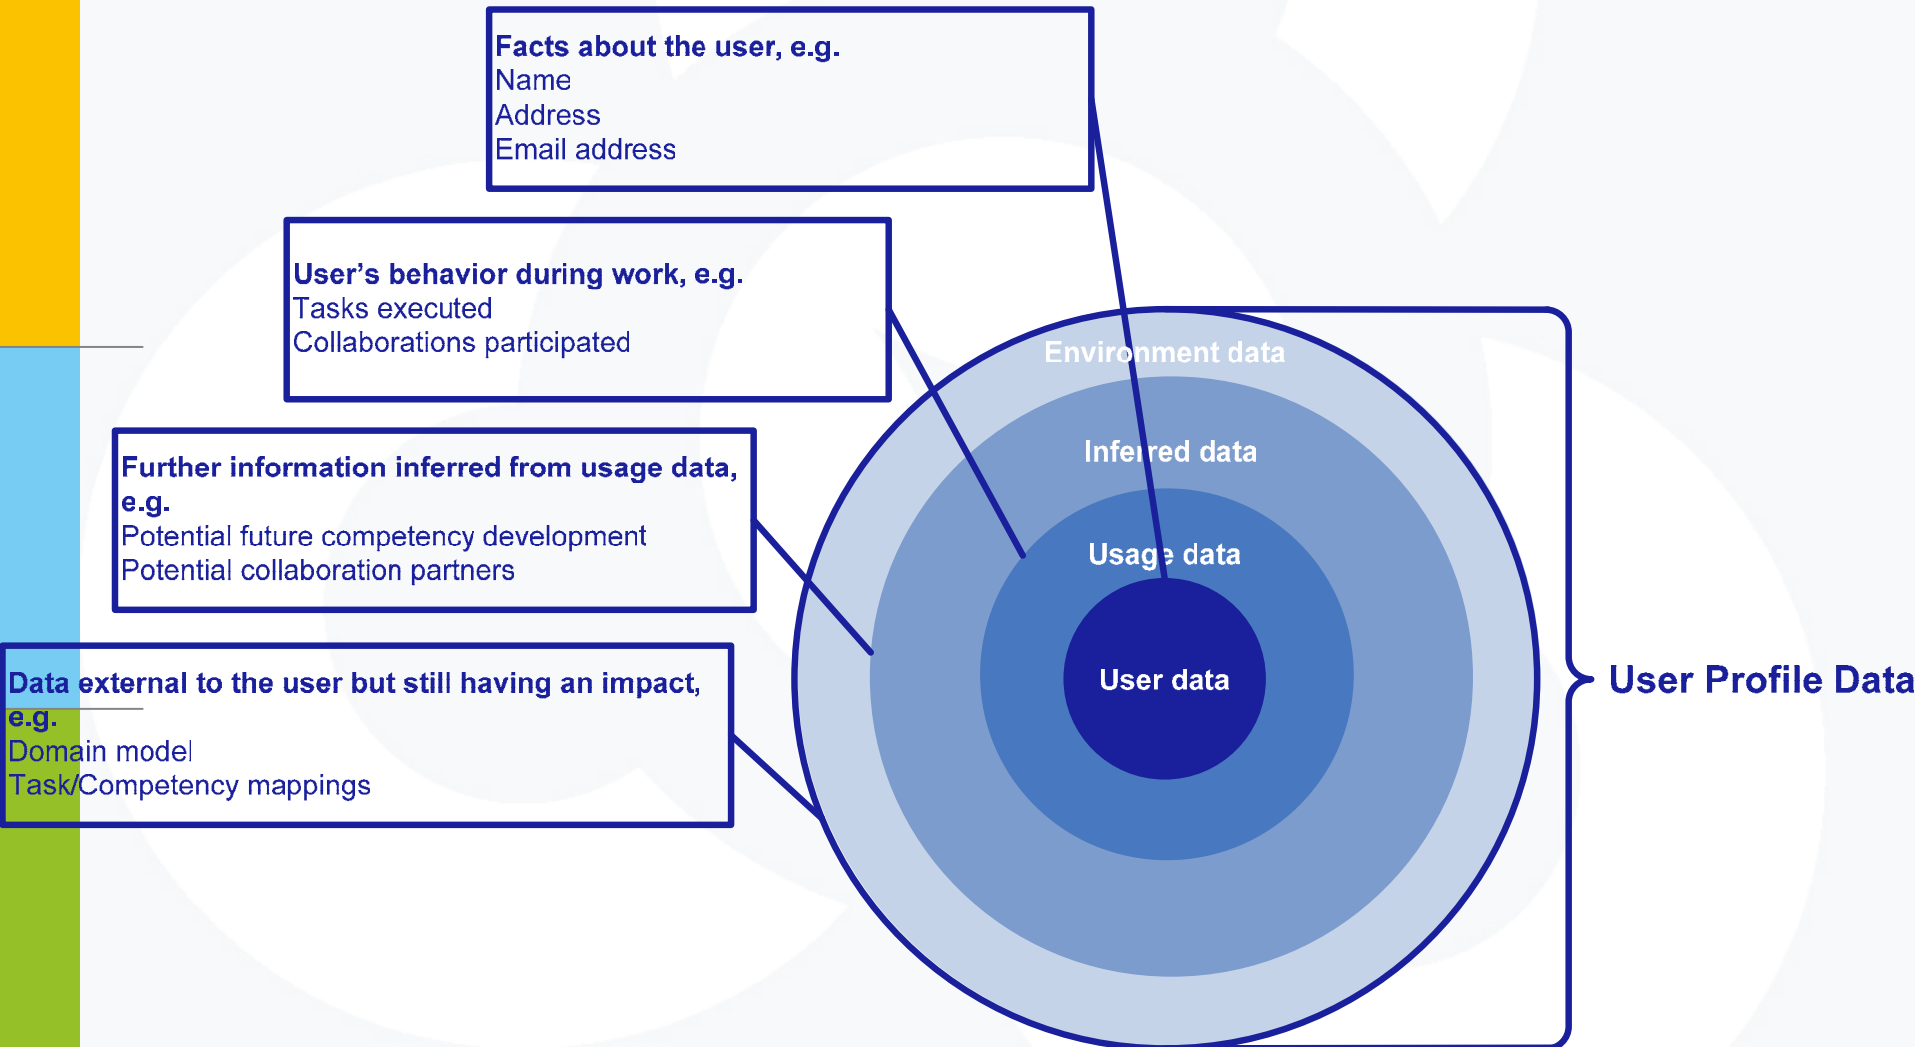 Facts about the user, e.g.
Name
Address
Email address
User’s behavior during work, e.g.
Tasks executed
Collaborations participated
Further information inferred from usage data,
e.g.
Potential future competency development
Potential collaboration partners
Data external to the user but still having an impact,
e.g.
Domain model
Task/Competency mappings
Environment data
Inferred data
Usage data
User data
User Profile Data